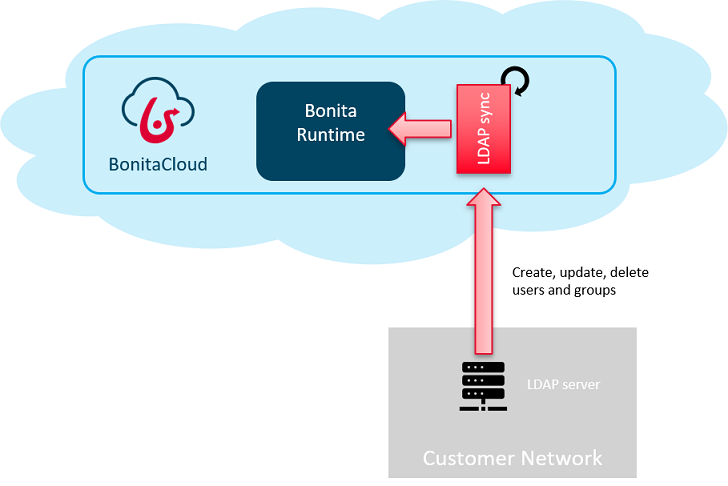 Bonita
Runtime
LDAP sync
BonitaCloud
Create, update, delete
users and groups
LDAP server
Customer Network